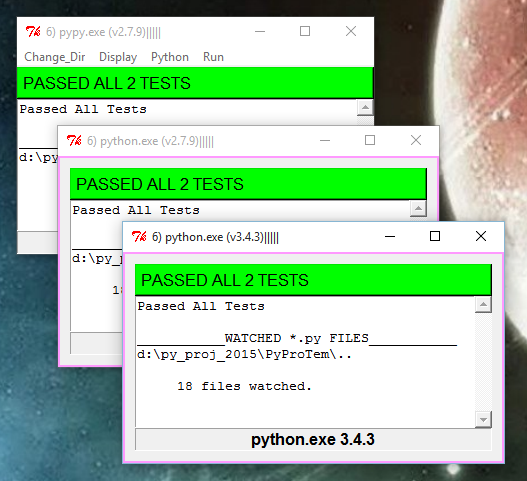 6) pypy.exe (v2.7.9)|||||
Change_Dir Display Python Run
PASSED ALL 2 TESTS
Passed All Tests
d:\py
6) python.exe (v2.7.9)|||||
PASSED ALL 2 TESTS
Passed All Tests
d:\py_p
18
6) python.exe (v3.4.3)|||||
PASSED ALL 2 TESTS
Passed All Tests
___________WATCHED *.py FILES___________
d:\py_proj_2015\PyProTem\..
18 files watched.
python.exe 3.4.3